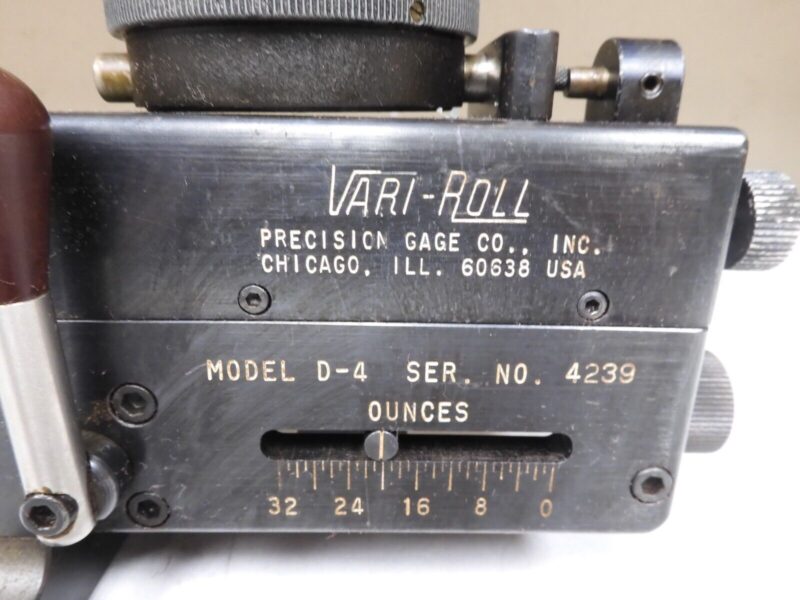 VARI-ROLL
PRECISION GAGE CO., INC.
CHICAGO, ILL. 60638 USA
MODEL D-4 SER. NO. 4239
OUNCES
32 24 16 8 0